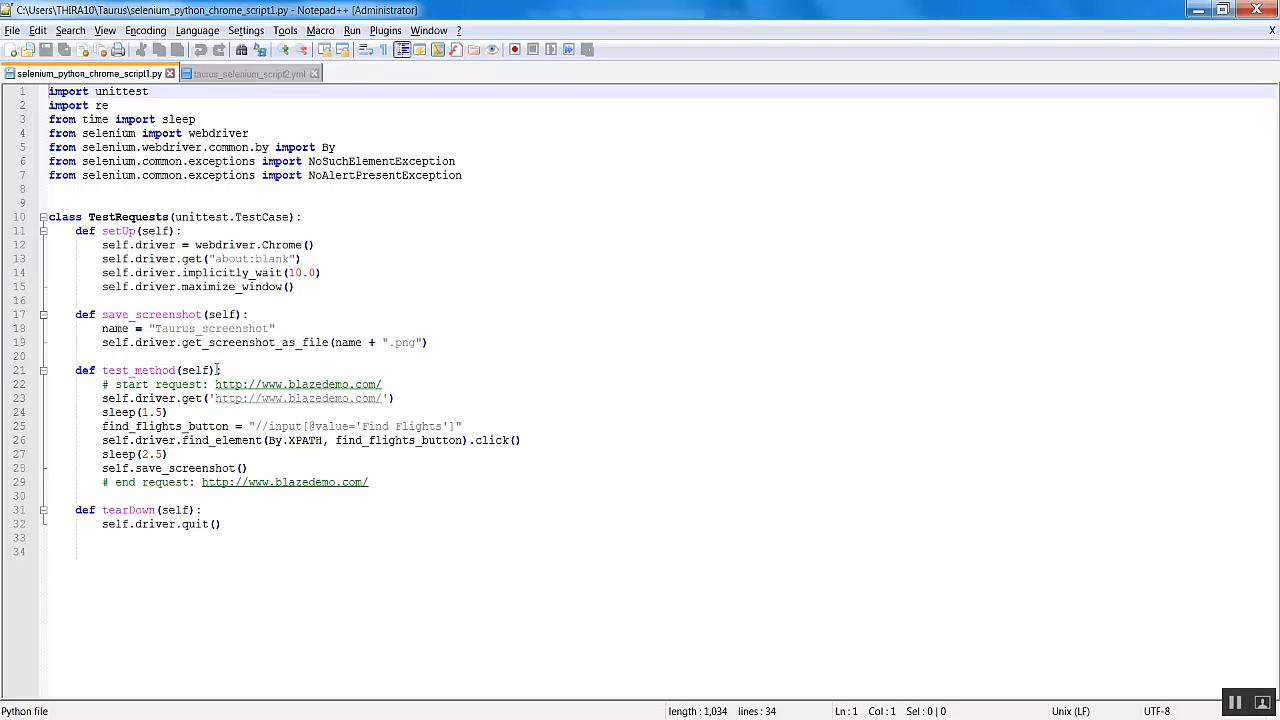 C:\Users\THIRA10\Taurus\selenium_python_chrome_script1.py - Notepad++ [Administrator]
File Edit Search View Encoding Language Settings Tools Macro Run Plugins Window ? X
selenium_python_chrome_script1.py taurus_selenium_script2.yml
1 import unittest
2 import re
3 from time import sleep
4 from selenium import webdriver
5 from selenium.webdriver.common.by import By
6 from selenium.common.exceptions import NoSuchElementException
7 from selenium.common.exceptions import NoAlertPresentException
8
9
10 class TestRequests(unittest.TestCase):
11 def setUp(self):
12 self.driver = webdriver.Chrome()
13 self.driver.get("about:blank")
14 self.driver.implicitly_wait(10.0)
15 self.driver.maximize_window()
16
17 def save_screenshot(self):
18 name = "Taurus_screenshot"
19 self.driver.get_screenshot_as_file(name + ".png")
20
21 def test_method(self):
22 # start request: http://www.blazedemo.com/
23 self.driver.get('http://www.blazedemo.com/')
24 sleep(1.5)
25 find_flights_button = "//input[@value='Find Flights']"
26 self.driver.find_element(By.XPATH, find_flights_button).click()
27 sleep(2.5)
28 self.save_screenshot()
29 # end request: http://www.blazedemo.com/
30
31 def tearDown(self):
32 self.driver.quit()
33
34
Python file length : 1,034 lines : 34 Ln : 1 Col : 1 Sel : 0 | 0 Unix (LF) UTF-8